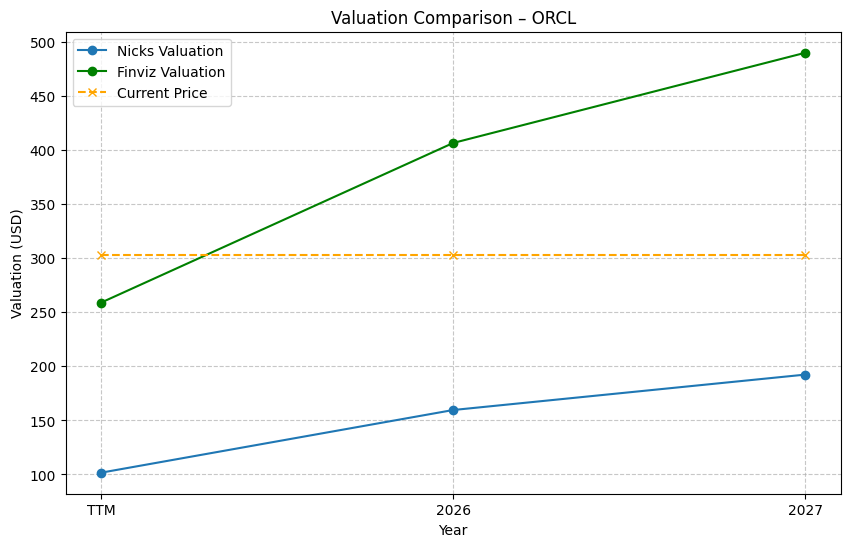 Valuation Comparison – ORCL
Nicks Valuation
Finviz Valuation
Current Price
500
450
400
350
300
250
200
150
100
Valuation (USD)
TTM
2026
2027
Year